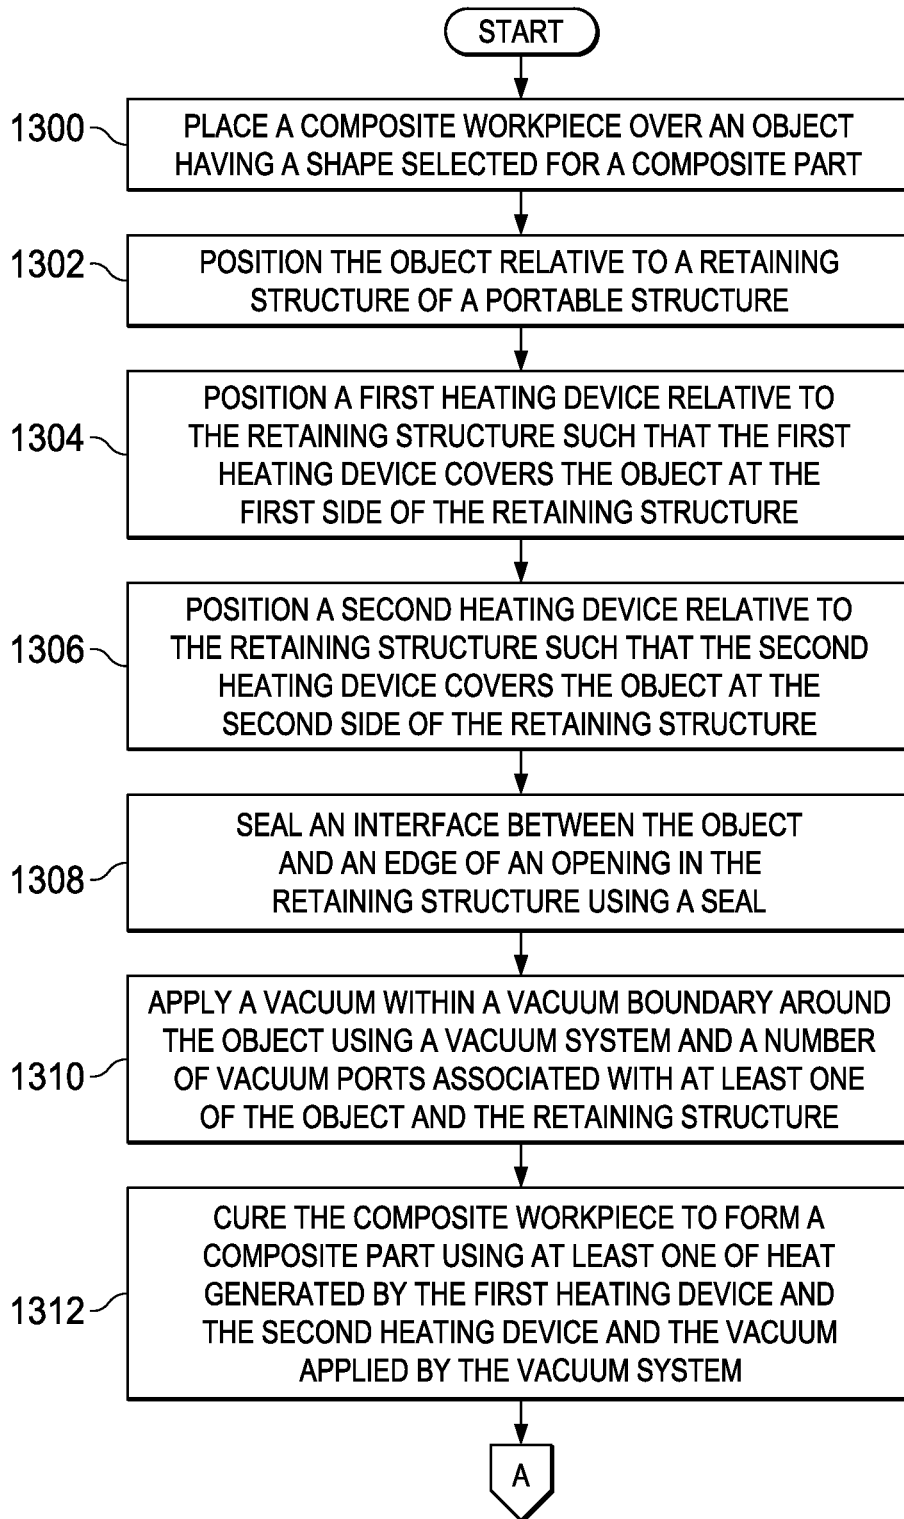 START
1300
PLACE A COMPOSITE WORKPIECE OVER AN OBJECT
HAVING A SHAPE SELECTED FOR A COMPOSITE PART
1302
POSITION THE OBJECT RELATIVE TO A RETAINING
STRUCTURE OF A PORTABLE STRUCTURE
1304
POSITION A FIRST HEATING DEVICE RELATIVE TO
THE RETAINING STRUCTURE SUCH THAT THE FIRST
HEATING DEVICE COVERS THE OBJECT AT THE
FIRST SIDE OF THE RETAINING STRUCTURE
1306
POSITION A SECOND HEATING DEVICE RELATIVE TO
THE RETAINING STRUCTURE SUCH THAT THE SECOND
HEATING DEVICE COVERS THE OBJECT AT THE
SECOND SIDE OF THE RETAINING STRUCTURE
1308
SEAL AN INTERFACE BETWEEN THE OBJECT
AND AN EDGE OF AN OPENING IN THE
RETAINING STRUCTURE USING A SEAL
1310
APPLY A VACUUM WITHIN A VACUUM BOUNDARY AROUND
THE OBJECT USING A VACUUM SYSTEM AND A NUMBER
OF VACUUM PORTS ASSOCIATED WITH AT LEAST ONE
OF THE OBJECT AND THE RETAINING STRUCTURE
1312
CURE THE COMPOSITE WORKPIECE TO FORM A
COMPOSITE PART USING AT LEAST ONE OF HEAT
GENERATED BY THE FIRST HEATING DEVICE AND
THE SECOND HEATING DEVICE AND THE VACUUM
APPLIED BY THE VACUUM SYSTEM
A